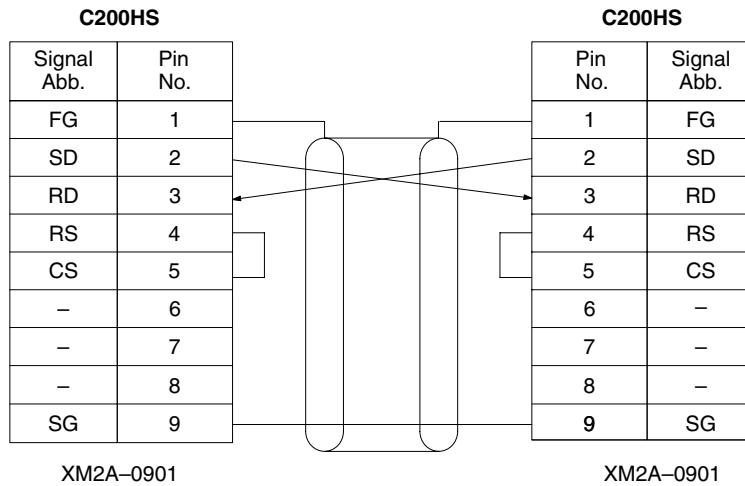 C200HS C200HS
Signal Abb. Pin No. Pin No. Signal Abb.
FG 1 1 FG
SD 2 2 SD
RD 3 3 RD
RS 4 4 RS
CS 5 5 CS
– 6 6 –
– 7 7 –
– 8 8 –
SG 9 9 SG
XM2A–0901 XM2A–0901